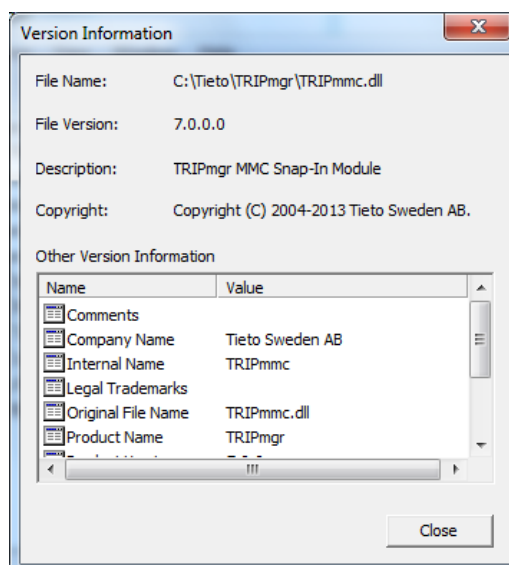 Version Information
File Name: C:\Tieto\TRIPmgr\TRIPmmc.dll
File Version: 7.0.0.0
Description: TRIPmgr MMC Snap-In Module
Copyright: Copyright (C) 2004-2013 Tieto Sweden AB.
Other Version Information
Name Value
Comments
Company Name Tieto Sweden AB
Internal Name TRIPmmc
Legal Trademarks
Original File Name TRIPmmc.dll
Product Name TRIPmgr
Close